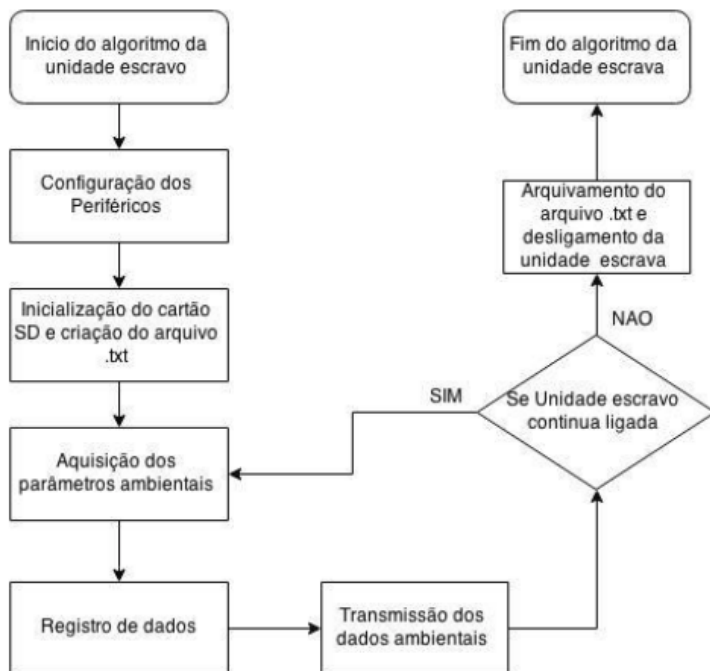 Início do algoritmo da
unidade escravo
Configuração dos
Periféricos
Inicialização do cartão
SD e criação do arquivo
.txt
Aquisição dos
parâmetros ambientais
Registro de dados
Transmissão dos
dados ambientais
Se Unidade escravo
continua ligada
SIM
NAO
Arquivamento do
arquivo .txt e
desligamento da
unidade escrava
Fim do algoritmo da
unidade escrava